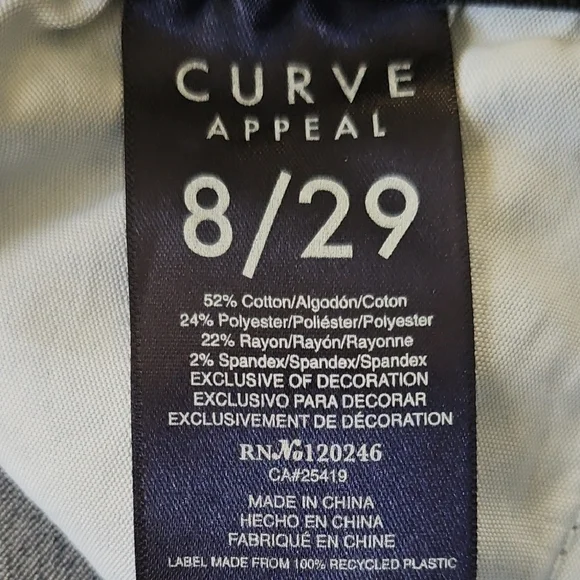 CURVE
APPEAL
8/29
52% Cotton/Algodón/Coton
24% Polyester/Poliéster/Polyester
22% Rayon/Rayón/Rayonne
2% Spandex/Spandex/Spandex
EXCLUSIVE OF DECORATION
EXCLUSIVO PARA DECORAR
EXCLUSIVEMENT DE DÉCORATION
RN№120246
CA#25419
MADE IN CHINA
HECHO EN CHINA
FABRIQUÉ EN CHINE
LABEL MADE FROM 100% RECYCLED PLASTIC